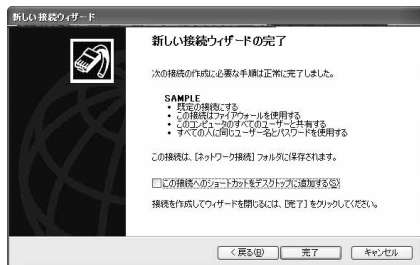 新しい接続ウィザード
新しい接続ウィザードの完了
次の接続の作成に必要な手順は正常に完了しました。
SAMPLE
• 既定の接続にする
• この接続はファイアウォールを使用する
• このコンピュータのすべてのユーザーと共有する
• すべての人に同じユーザー名とパスワードを使用する
この接続は、[ネットワーク接続] フォルダに保存されます。
この接続へのショートカットをデスクトップに追加する(S)
接続を作成してウィザードを閉じるには、[完了] をクリックしてください。
< 戻る(B)
完了
キャンセル